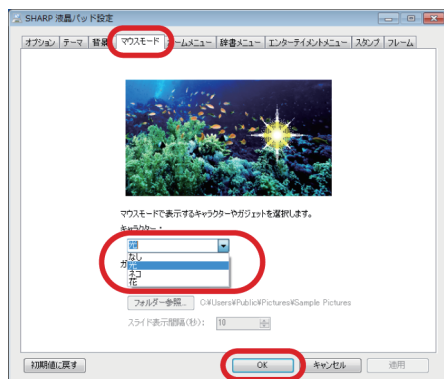 SHARP 液晶パッド設定
オプション テーマ 背景 マウスモード ームメニュー 辞書メニュー エンターテイメントメニュー スタンプ フレーム
マウスモードで表示するキャラクターやガジェットを選択します。
キャラクター：
光
なし
ガ 光
ネコ
花
フォルダー参照... C:¥Users¥Public¥Pictures¥Sample Pictures
スライド表示間隔(秒)： 10
初期値に戻す OK キャンセル 適用